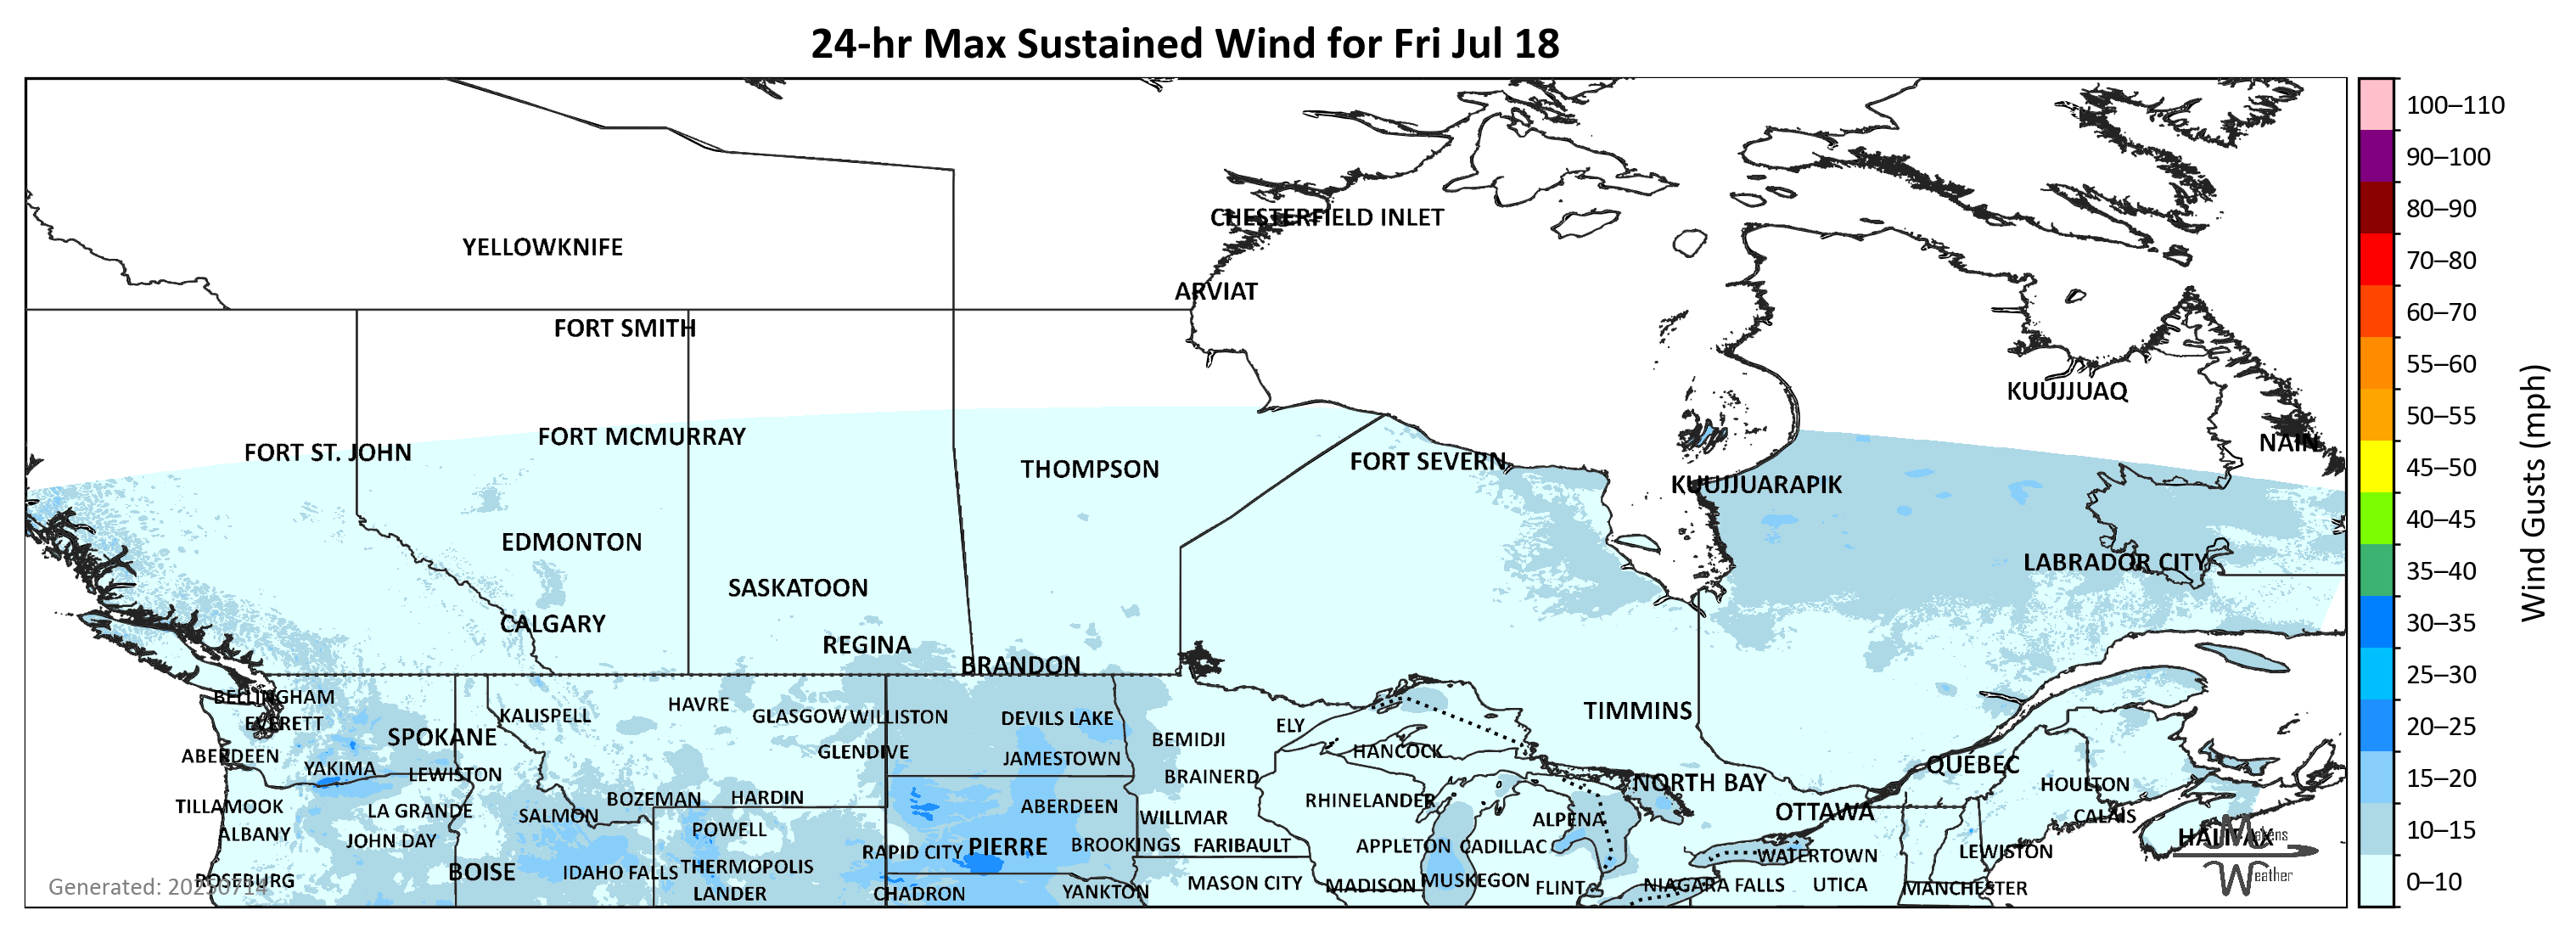 24-hr Max Sustained Wind for Fri Jul 18
CHESTERFIELD INLET
YELLOWKNIFE
ARVIAT
FORT SMITH
KUUJJUAQ
FORT MCMURRAY
NAIN
FORT ST. JOHN
FORT SEVERN
THOMPSON
KUUJJUARAPIK
EDMONTON
LABRADOR CITY
SASKATOON
CALGARY
REGINA
BRANDON
BELLINGHAM
HAVRE
TIMMINS
KALISPELL
GLASGOW
WILLISTON
DEVILS LAKE
EVERETT
ELY
SPOKANE
BEMIDJI
GLENDIVE
HANCOCK
ABERDEEN
JAMESTOWN
QUÉBEC
YAKIMA
LEWISTON
BRAINERD
NORTH BAY
HOULTON
BOZEMAN
HARDIN
RHINELANDER
TILLAMOOK
LA GRANDE
ABERDEEN
OTTAWA
SALMON
WILLMAR
ALPENA
CALAIS
ALBANY
POWELL
HALIFAX
Makens
JOHN DAY
RAPID CITY
PIERRE
BROOKINGS
FARIBAULT
APPLETON
CADILLAC
WATERTOWN
LEWISTON
BOISE
IDAHO FALLS
THERMOPOLIS
Weather
ROSEBURG
MASON CITY
MADISON
MUSKEGON
FLINT
NIAGARA FALLS
UTICA
MANCHESTER
LANDER
CHADRON
YANKTON
Generated: 20250714
100–110
90–100
80–90
70–80
60–70
55–60
50–55
45–50
40–45
35–40
30–35
25–30
20–25
15–20
10–15
0–10
Wind Gusts (mph)